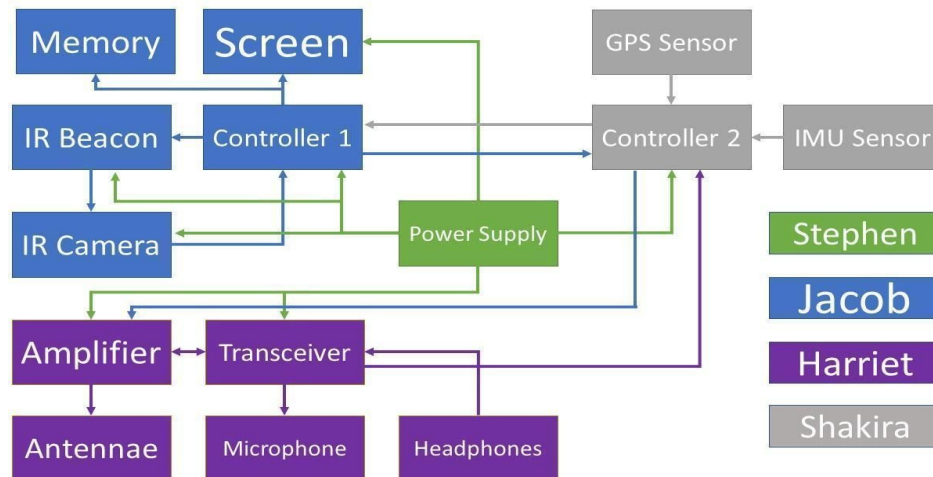 Memory
Screen
GPS Sensor
IR Beacon
Controller 1
Controller 2
IMU Sensor
IR Camera
Power Supply
Stephen
Jacob
Amplifier
Transceiver
Harriet
Antennae
Microphone
Headphones
Shakira